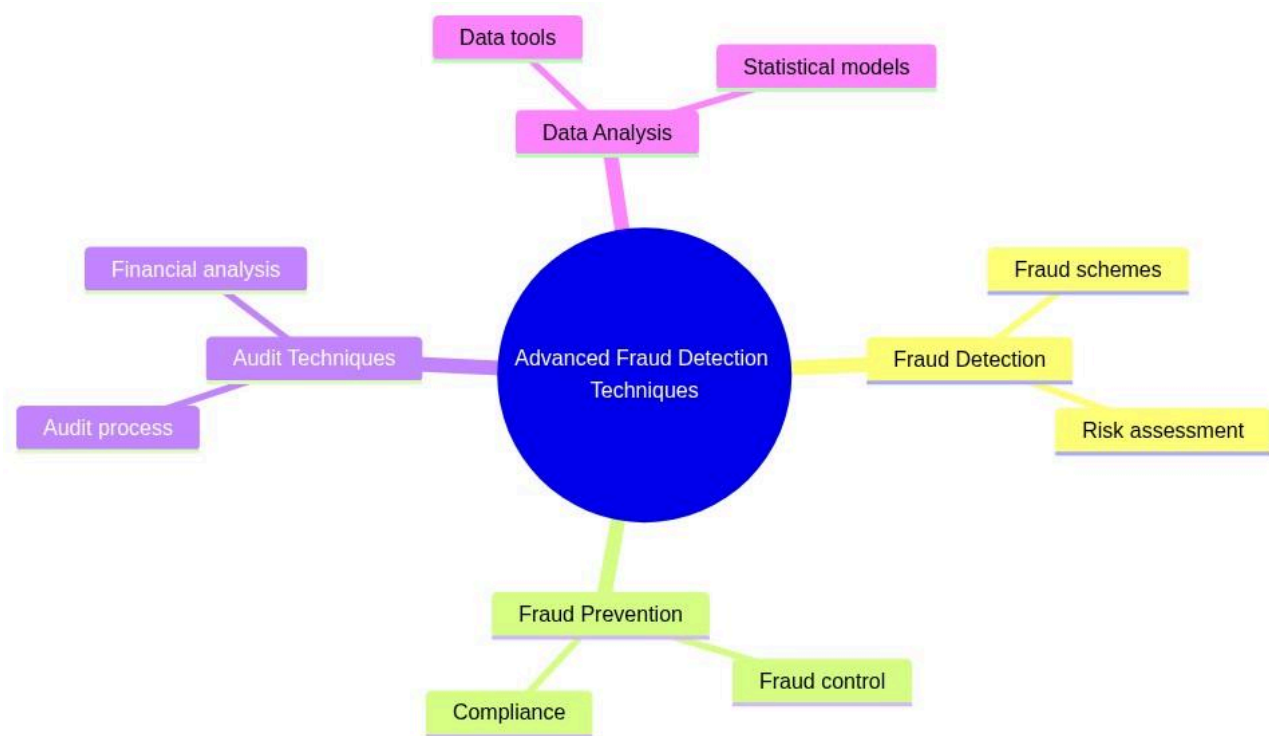 Data tools
Statistical models
Data Analysis
Financial analysis
Fraud schemes
Audit Techniques
Advanced Fraud Detection
Techniques
Fraud Detection
Audit process
Risk assessment
Fraud Prevention
Fraud control
Compliance